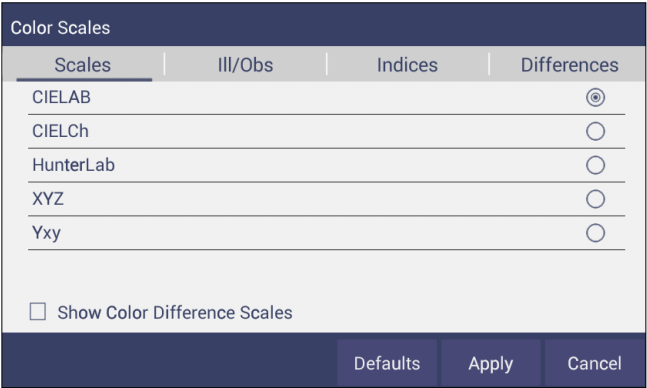 Color Scales
Scales Ill/Obs Indices Differences
CIELAB
CIELCh
HunterLab
XYZ
Yxy
Show Color Difference Scales
Defaults Apply Cancel